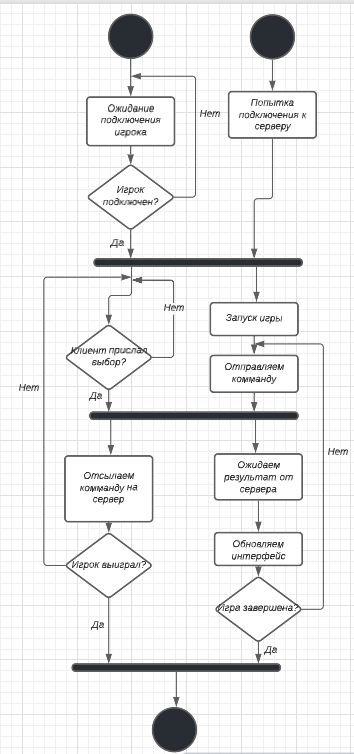 Ожидание
подключения
игрока
Нет
Попытка
подключения к
серверу
Игрок
подключен?
Да
Нет
Запуск игры
Клиент прислал
выбор?
Отправляем
комманду
Нет
Да
Нет
Отсылаем
комманду на
сервер
Ожидаем
результат от
сервера
Обновляем
интерфейс
Игрок выиграл?
Игра завершена?
Да
Да